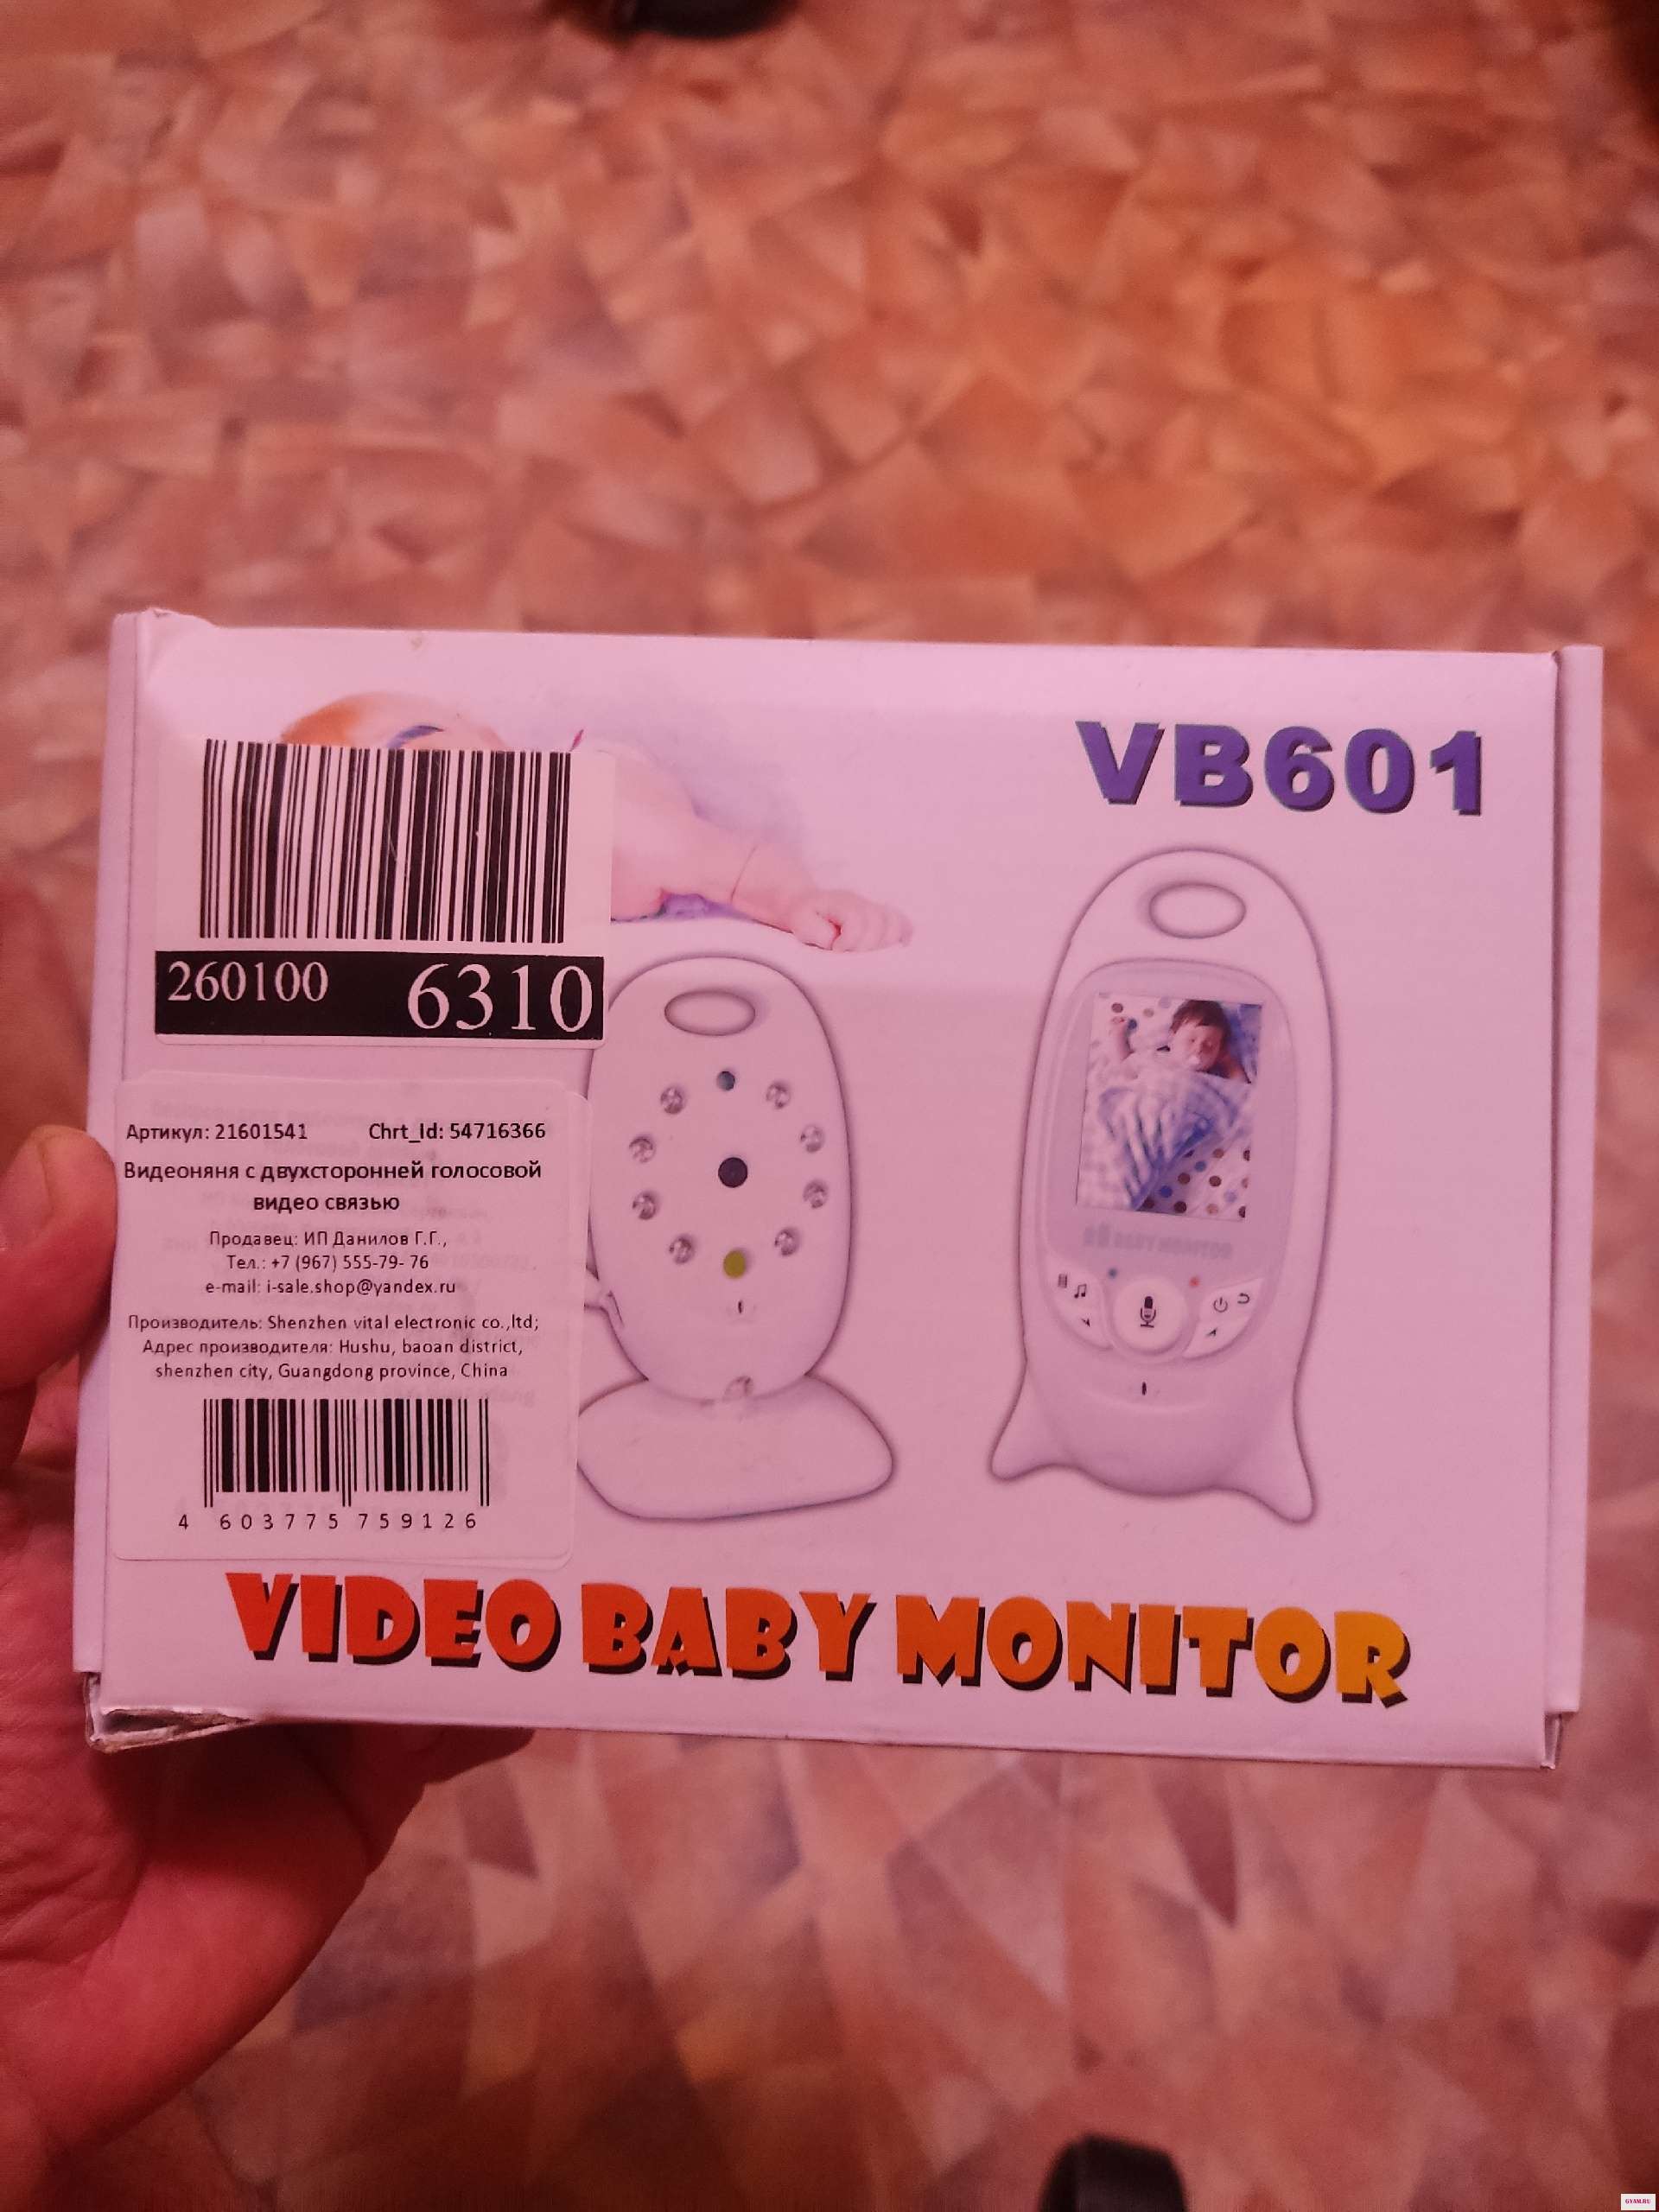 VB601
260100 6310
Артикул: 21601541 Chrt_Id: 54716366
Видеоняня с двухсторонней голосовой
видео связью
Продавец: ИП Данилов Г.Г.,
Тел.: +7 (967) 555-79- 76
e-mail: i-sale.shop@yandex.ru
Производитель: Shenzhen vital electronic co.,ltd;
Адрес производителя: Hushu, baoan district,
shenzhen city, Guangdong province, China
4 603775 759126
VIDEO BABY MONITOR
GYAM.RU